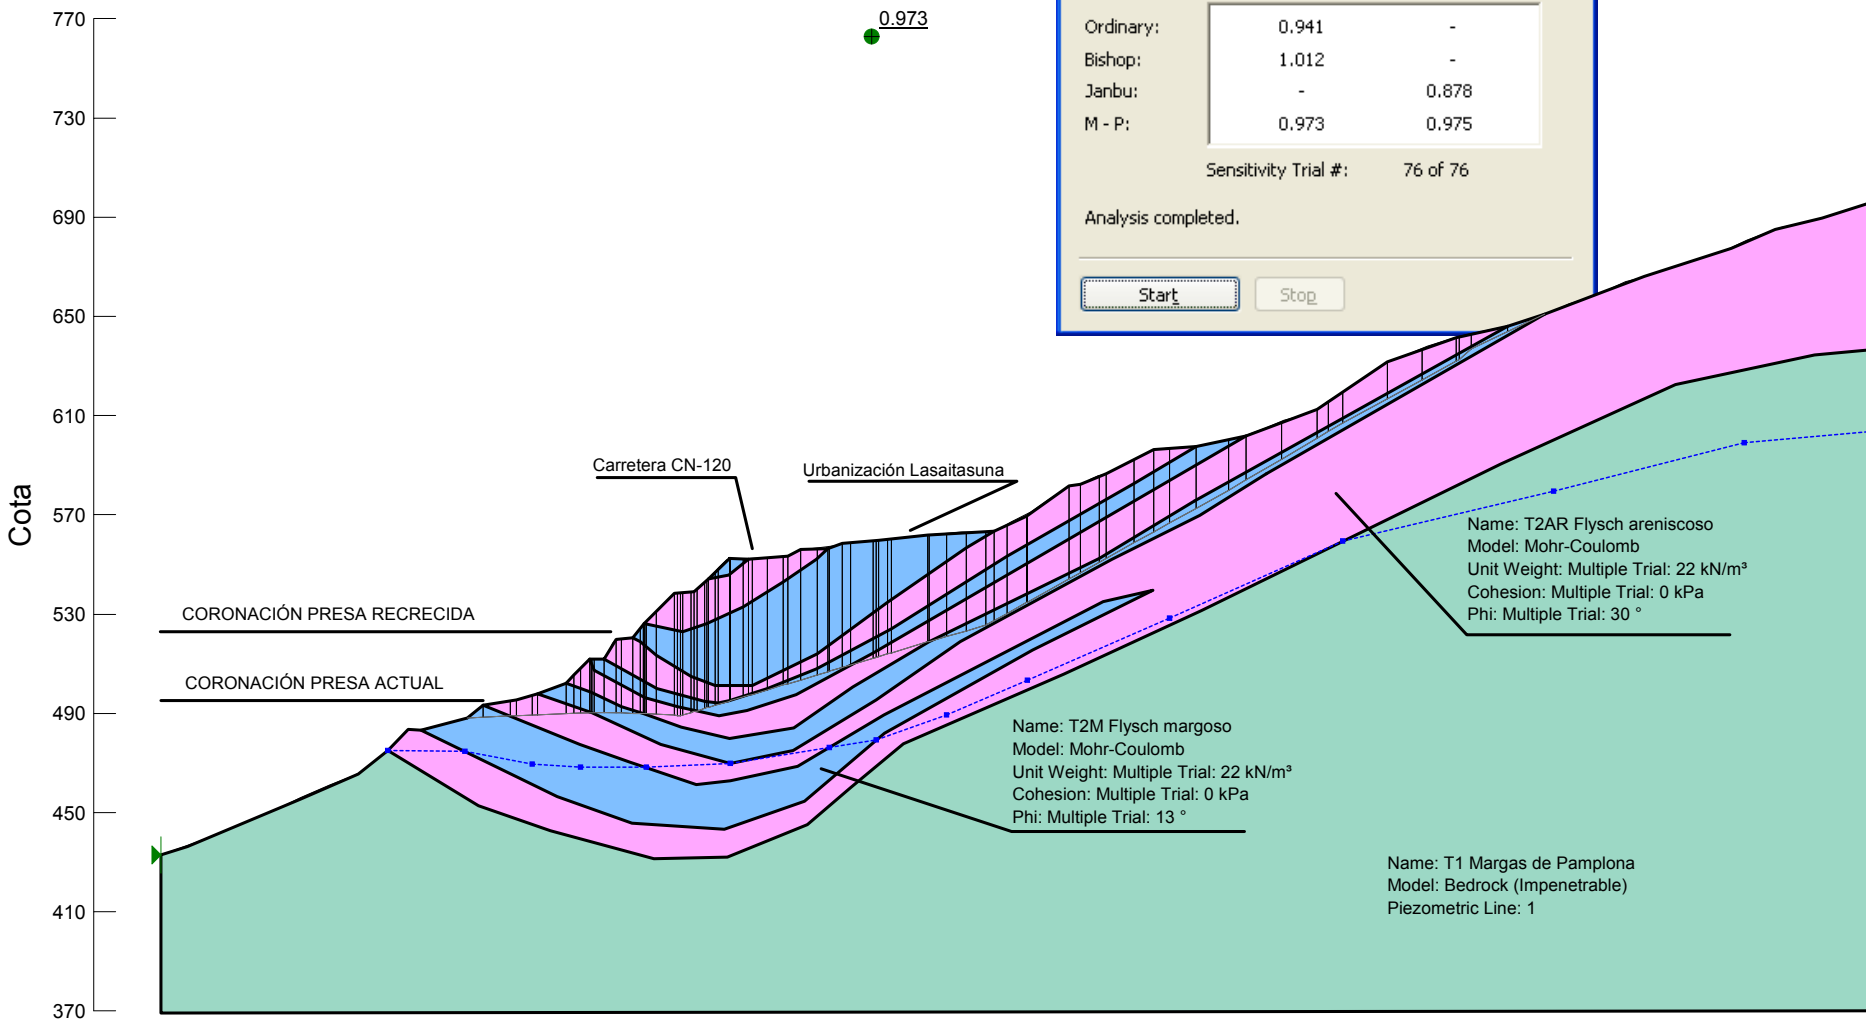 770
730
690
650
610
570
530
490
450
410
370
Cota
0.973
Ordinary: 0.941 -
Bishop: 1.012 -
Janbu: - 0.878
M - P: 0.973 0.975
Sensitivity Trial #: 76 of 76
Analysis completed.
Start Stop
Carretera CN-120
Urbanización Lasaitasuna
CORONACIÓN PRESA RECRECIDA
CORONACIÓN PRESA ACTUAL
Name: T2AR Flysch areniscoso
Model: Mohr-Coulomb
Unit Weight: Multiple Trial: 22 kN/m³
Cohesion: Multiple Trial: 0 kPa
Phi: Multiple Trial: 30 °
Name: T2M Flysch margoso
Model: Mohr-Coulomb
Unit Weight: Multiple Trial: 22 kN/m³
Cohesion: Multiple Trial: 0 kPa
Phi: Multiple Trial: 13 °
Name: T1 Margas de Pamplona
Model: Bedrock (Impenetrable)
Piezometric Line: 1